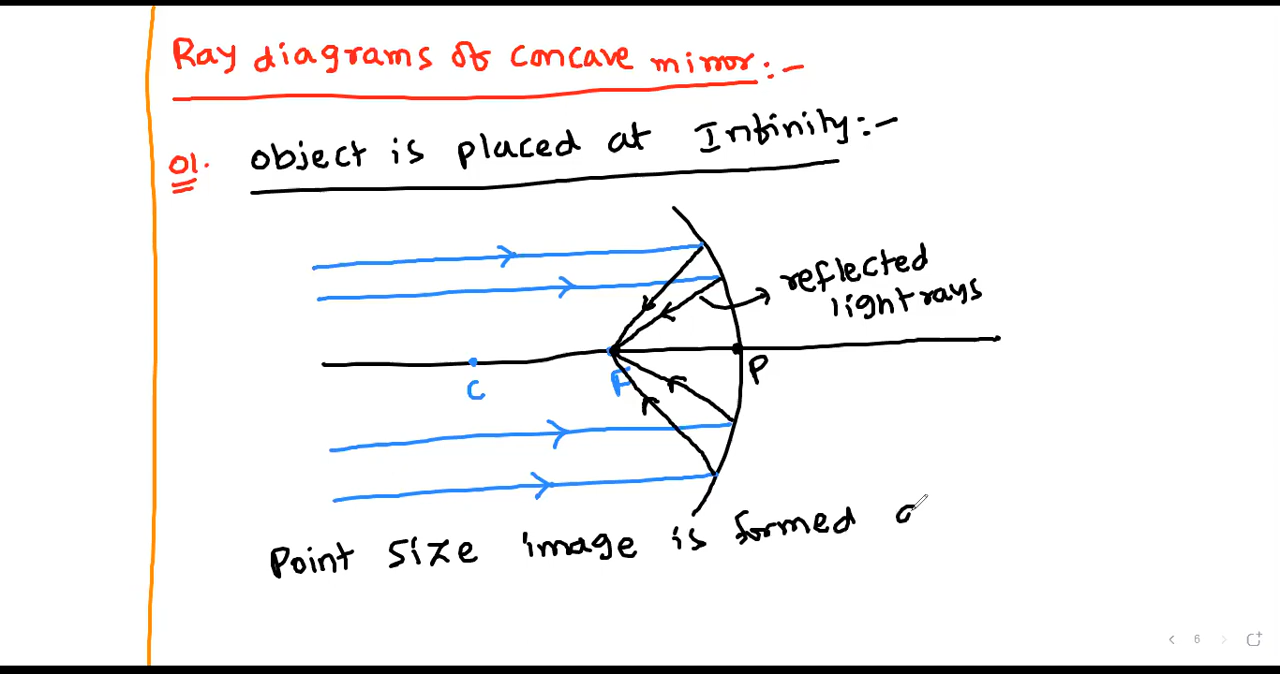 Ray diagrams of concave mirror:-
01. object is placed at Infinity:-
reflected
light rays
C
F
P
Point size image is formed a
6